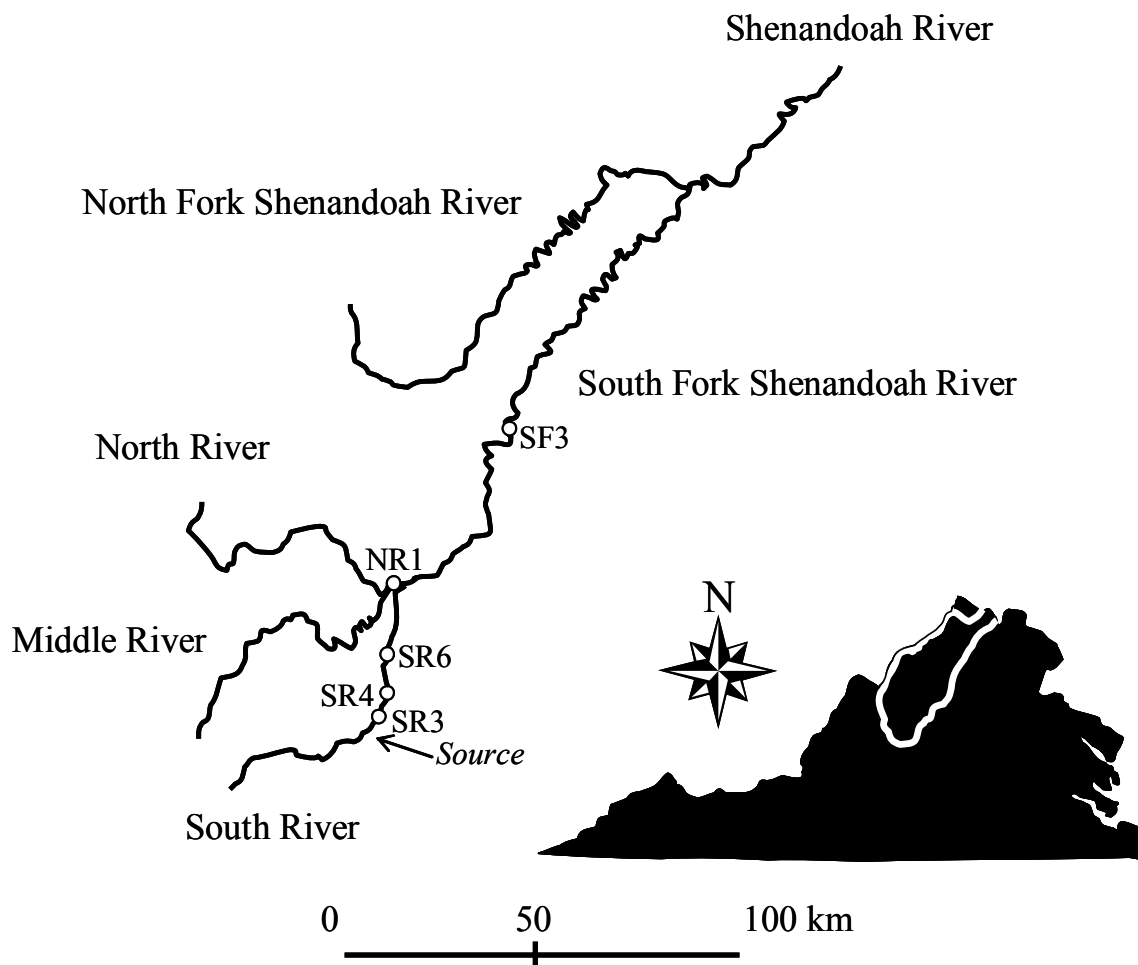 Shenandoah River
North Fork Shenandoah River
South Fork Shenandoah River
SF3
North River
NR1
N
Middle River
SR6
SR4
SR3
Source
South River
0 50 100 km